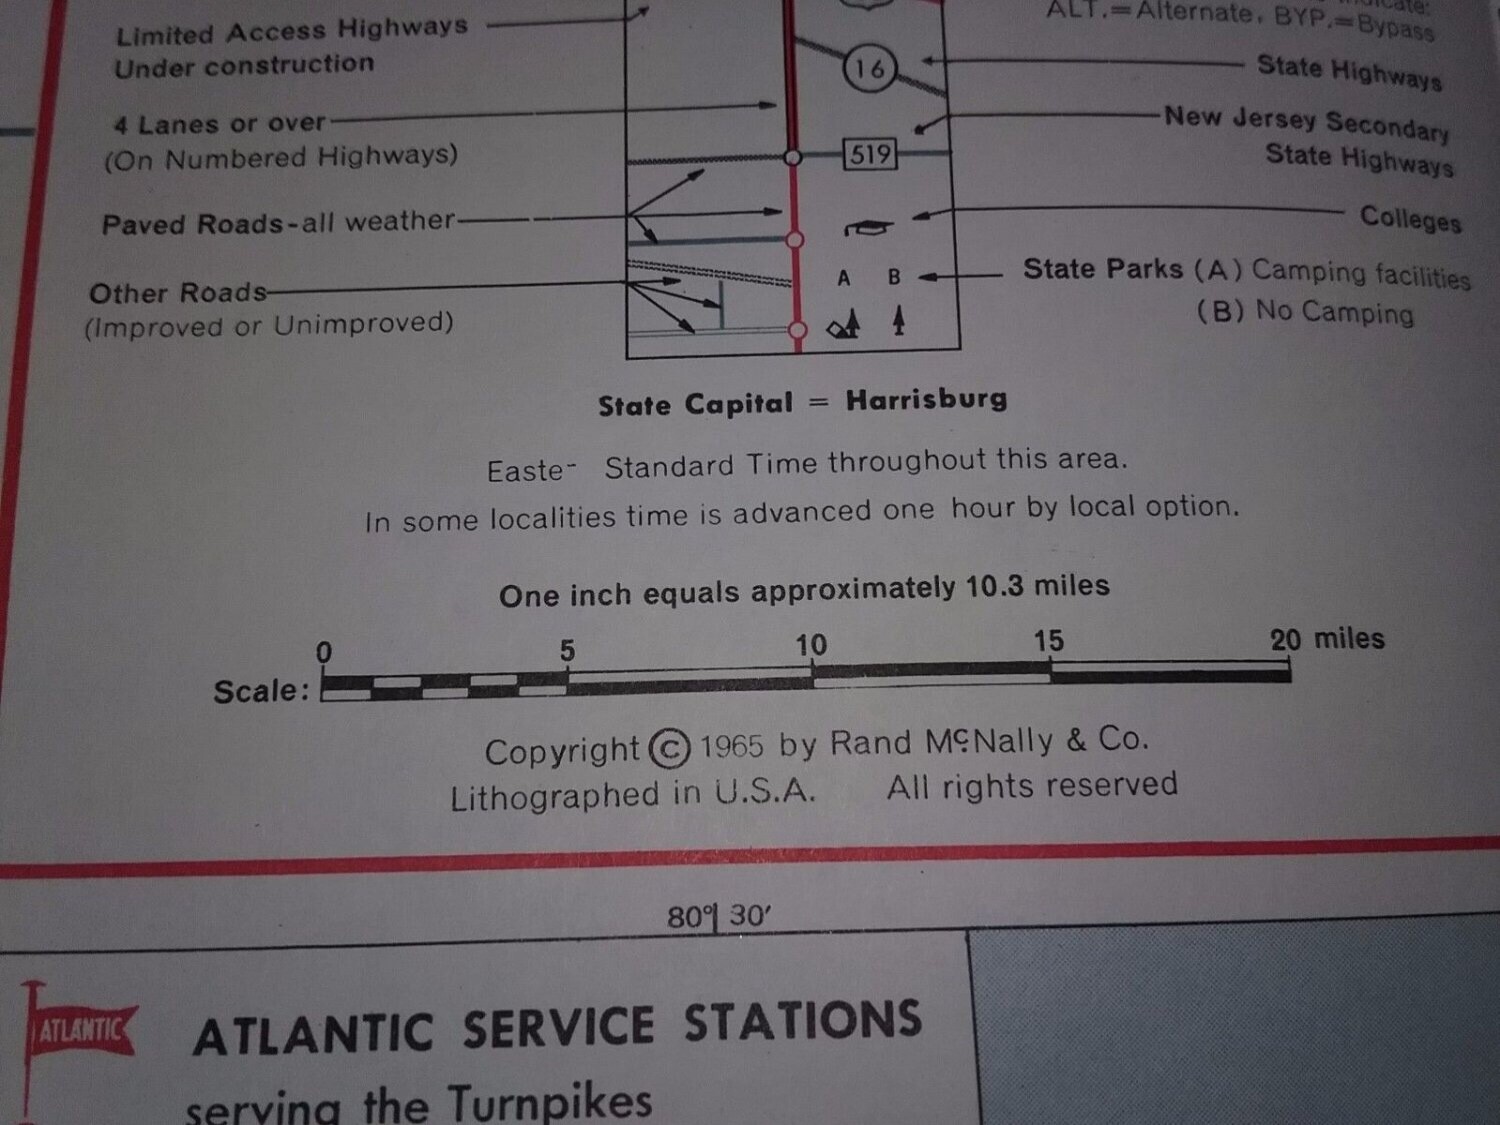 Limited Access Highways
Under construction
ALT.=Alternate, BYP.=Bypass
16
State Highways
4 Lanes or over
(On Numbered Highways)
New Jersey Secondary
State Highways
519
Paved Roads-all weather
Colleges
A B
State Parks (A) Camping facilities
(B) No Camping
Other Roads
(Improved or Unimproved)
State Capital = Harrisburg
Easte- Standard Time throughout this area.
In some localities time is advanced one hour by local option.
One inch equals approximately 10.3 miles
0 5 10 15 20 miles
Scale:
Copyright © 1965 by Rand McNally & Co.
Lithographed in U.S.A. All rights reserved
80° 30′
ATLANTIC
ATLANTIC SERVICE STATIONS
serving the Turnpikes